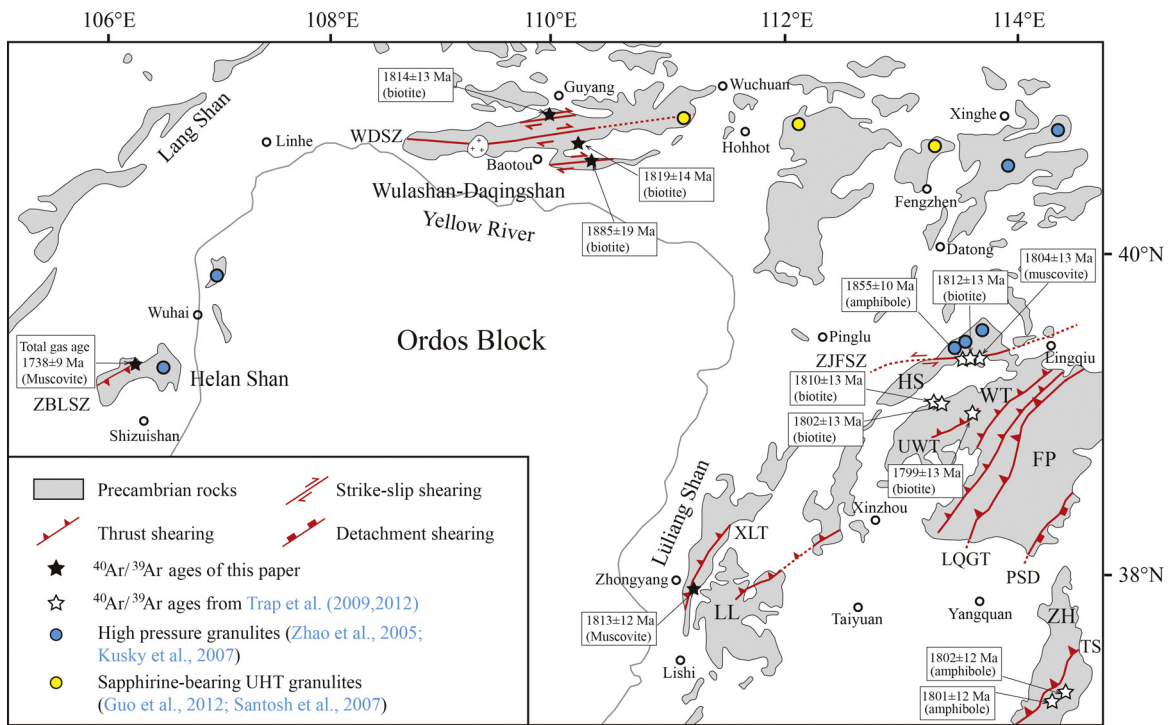 106°E
108°E
110°E
112°E
114°E
1814±13 Ma
(biotite)
Guyang
Wuchuan
Xinghe
Lang Shan
Linhe
WDSZ
Hohhot
Baotou
1819±14 Ma
(biotite)
Wulashan-Daqingshan
Fengzhen
Yellow River
1885±19 Ma
(biotite)
Datong
40°N
1804±13 Ma
(muscovite)
1812±13 Ma
(biotite)
1855±10 Ma
(amphibole)
Wuhai
Ordos Block
Pinglu
ZJFSZ
Lingqiu
Total gas age
1738±9 Ma
(Muscovite)
Helan Shan
ZBLSZ
HS
WT
1810±13 Ma
(biotite)
Shizuishan
1802±13 Ma
(biotite)
UWT
FP
1799±13 Ma
(biotite)
Xinzhou
Lüliang Shan
XLT
LQGT
PSD
38°N
Zhongyang
LL
Taiyuan
Yangquan
ZH
1813±12 Ma
(Muscovite)
TS
Lishi
1802±12 Ma
(amphibole)
1801±12 Ma
(amphibole)
Precambrian rocks
Strike-slip shearing
Thrust shearing
Detachment shearing
⁴⁰Ar/³⁹Ar ages of this paper
⁴⁰Ar/³⁹Ar ages from Trap et al. (2009,2012)
High pressure granulites (Zhao et al., 2005;
Kusky et al., 2007)
Sapphirine-bearing UHT granulites
(Guo et al., 2012; Santosh et al., 2007)